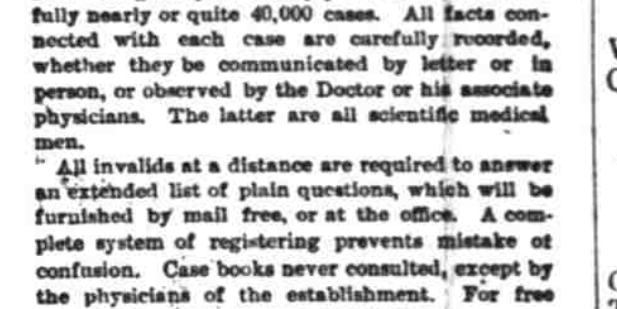 fully nearly or quite 40,000 cases. All facts con-
nected with each case are carefully recorded,
whether they be communicated by letter or in
person, or observed by the Doctor or his associate
physicians. The latter are all scientific medical
men.
All invalids at a distance are required to answer
an extended list of plain questions, which will be
furnished by mail free, or at the office. A com-
plete system of registering prevents mistake or
confusion. Case books never consulted, except by
the physicians of the establishment. For free